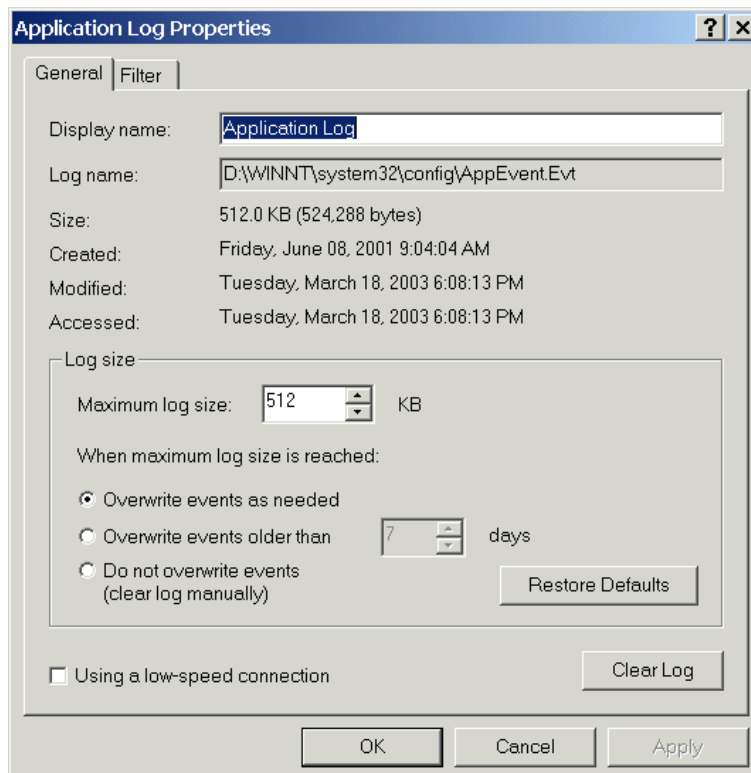 Application Log Properties
General Filter
Display name: Application Log
Log name: D:\WINNT\system32\config\AppEvent.Evt
Size: 512.0 KB (524,288 bytes)
Created: Friday, June 08, 2001 9:04:04 AM
Modified: Tuesday, March 18, 2003 6:08:13 PM
Accessed: Tuesday, March 18, 2003 6:08:13 PM
Log size
Maximum log size: 512 KB
When maximum log size is reached:
Overwrite events as needed
Overwrite events older than 7 days
Do not overwrite events
(clear log manually)
Restore Defaults
Using a low-speed connection
Clear Log
OK Cancel Apply